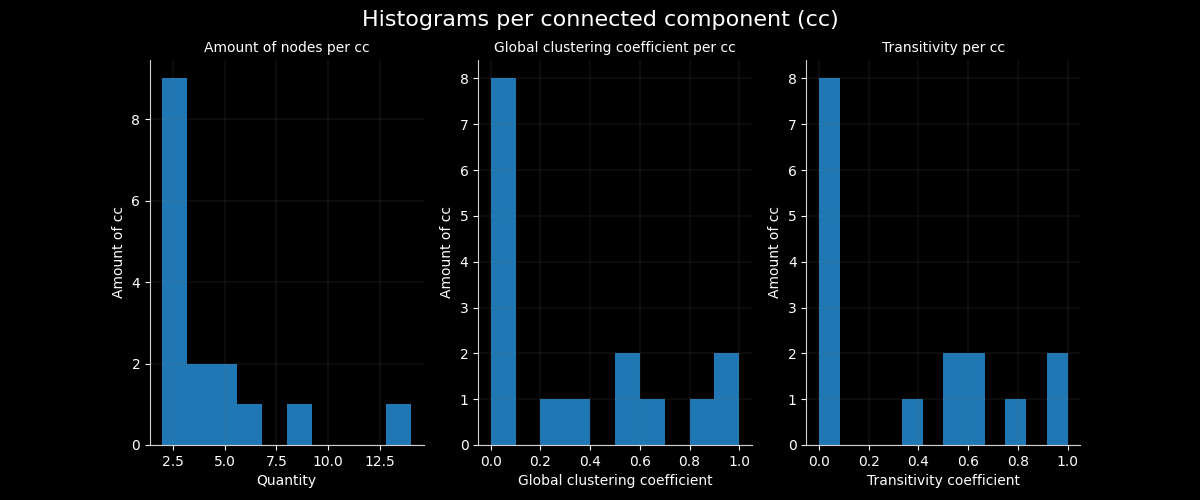 Histograms per connected component (cc)
Amount of nodes per cc
Amount of cc
8
6
4
2
0
2.5 5.0 7.5 10.0 12.5
Quantity
Global clustering coefficient per cc
Amount of cc
8
7
6
5
4
3
2
1
0
0.0 0.2 0.4 0.6 0.8 1.0
Global clustering coefficient
Transitivity per cc
Amount of cc
8
7
6
5
4
3
2
1
0
0.0 0.2 0.4 0.6 0.8 1.0
Transitivity coefficient